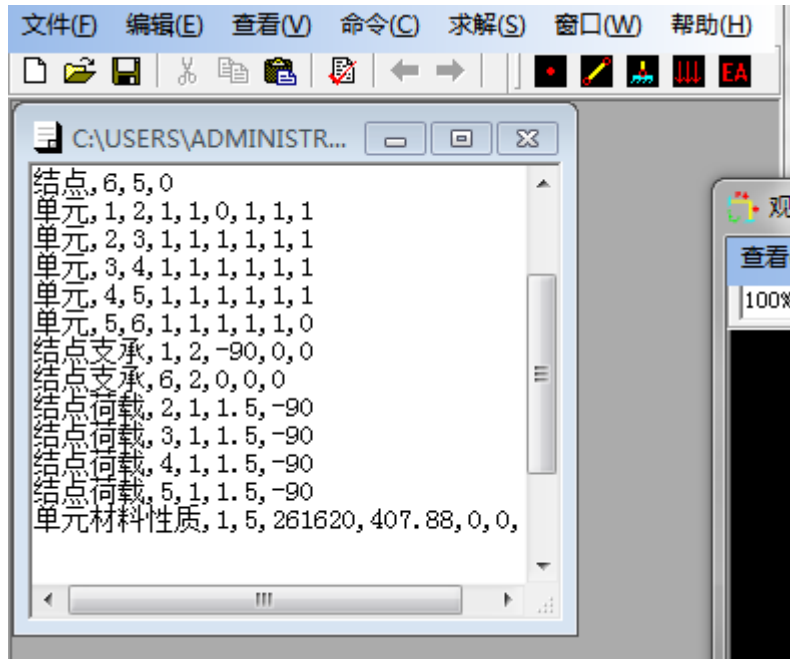 文件(F) 编辑(E) 查看(V) 命令(C) 求解(S) 窗口(W) 帮助(H)
EA
C:\USERS\ADMINISTR...
结点,6,5,0
单元,1,2,1,1,0,1,1,1
单元,2,3,1,1,1,1,1,1
单元,3,4,1,1,1,1,1,1
单元,4,5,1,1,1,1,1,1
单元,5,6,1,1,1,1,1,0
结点支承,1,2,-90,0,0
结点支承,6,2,0,0,0
结点荷载,2,1,1.5,-90
结点荷载,3,1,1.5,-90
结点荷载,4,1,1.5,-90
结点荷载,5,1,1.5,-90
单元材料性质,1,5,261620,407.88,0,0,
观
查看
100%